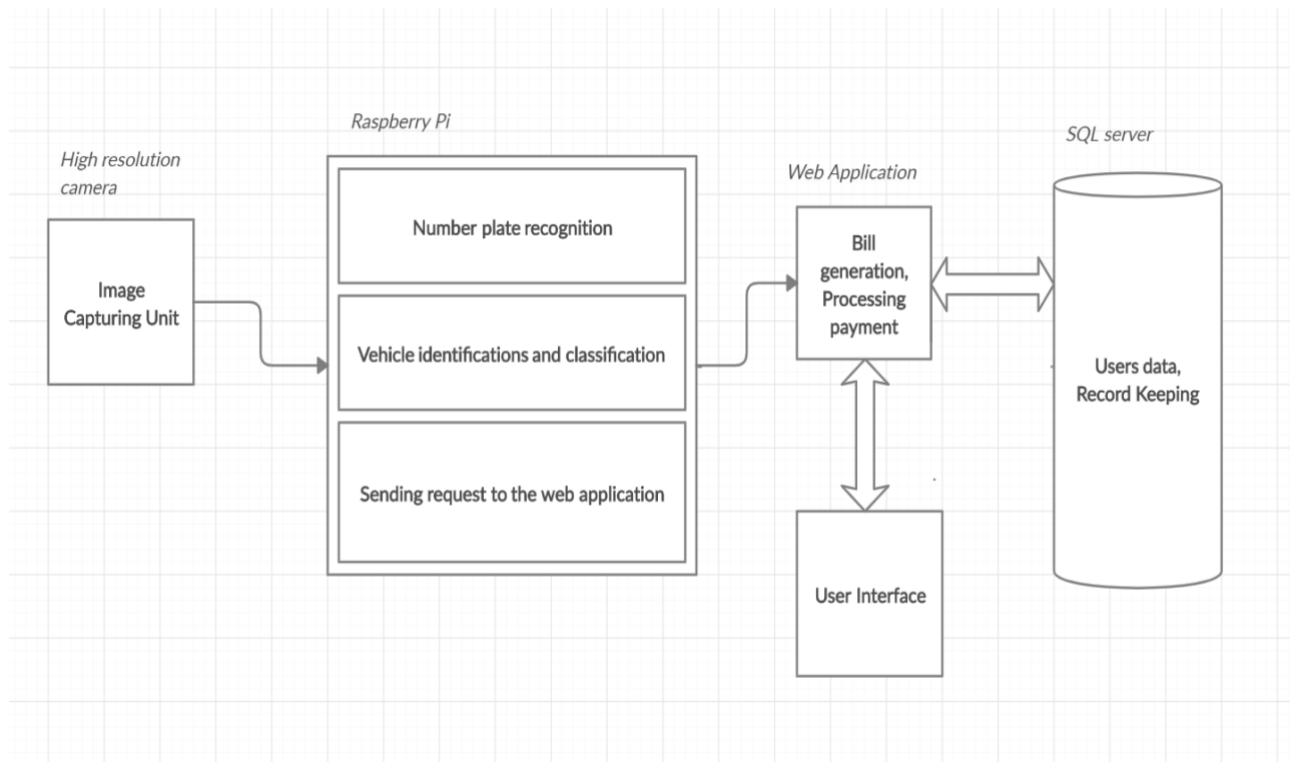 High resolution
camera
Image
Capturing Unit
Raspberry Pi
Number plate recognition
Vehicle identifications and classification
Sending request to the web application
Web Application
Bill
generation,
Processing
payment
User Interface
SQL server
Users data,
Record Keeping